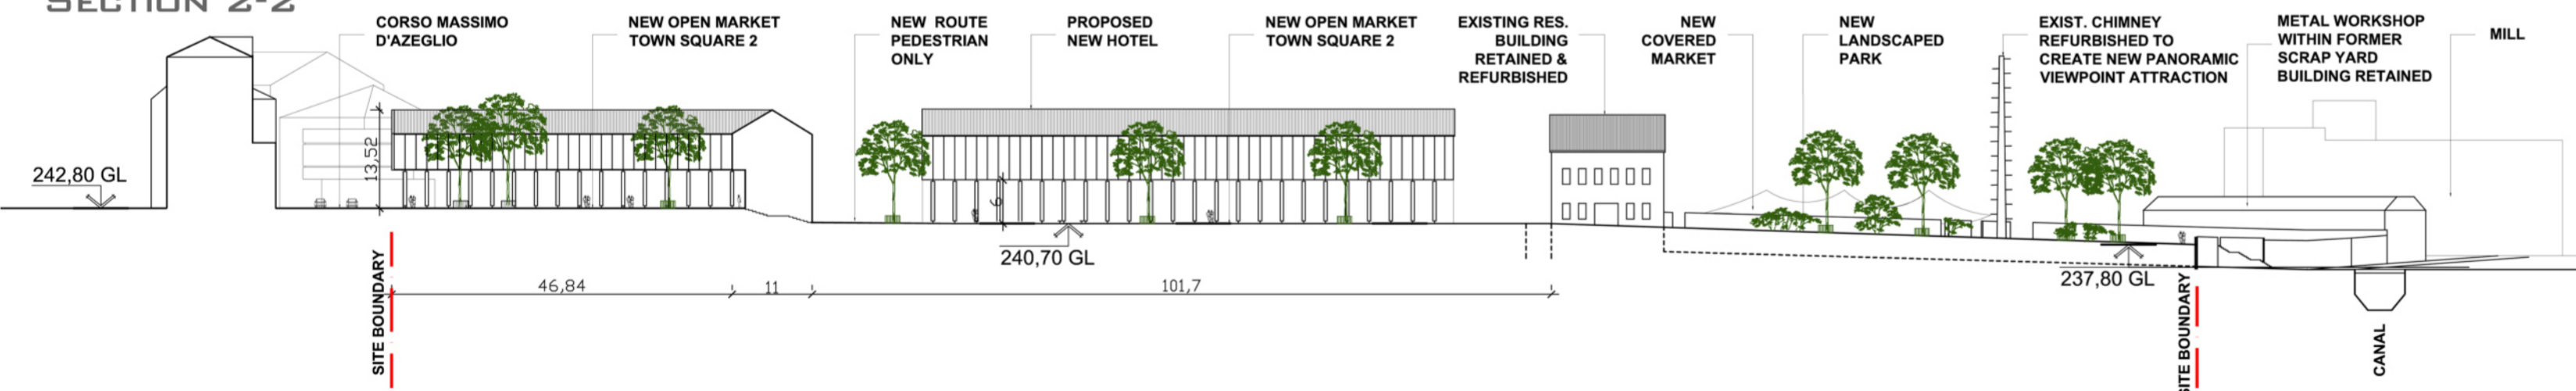 SECTION 2-2
CORSO MASSIMO
D'AZEGLIO
NEW OPEN MARKET
TOWN SQUARE 2
NEW ROUTE
PEDESTRIAN
ONLY
PROPOSED
NEW HOTEL
NEW OPEN MARKET
TOWN SQUARE 2
EXISTING RES.
BUILDING
RETAINED &
REFURBISHED
NEW
COVERED
MARKET
NEW
LANDSCAPED
PARK
EXIST. CHIMNEY
REFURBISHED TO
CREATE NEW PANORAMIC
VIEWPOINT ATTRACTION
METAL WORKSHOP
WITHIN FORMER
SCRAP YARD
BUILDING RETAINED
MILL
242,80 GL
13,52
6
240,70 GL
237,80 GL
46,84
11
101,7
SITE BOUNDARY
SITE BOUNDARY
CANAL